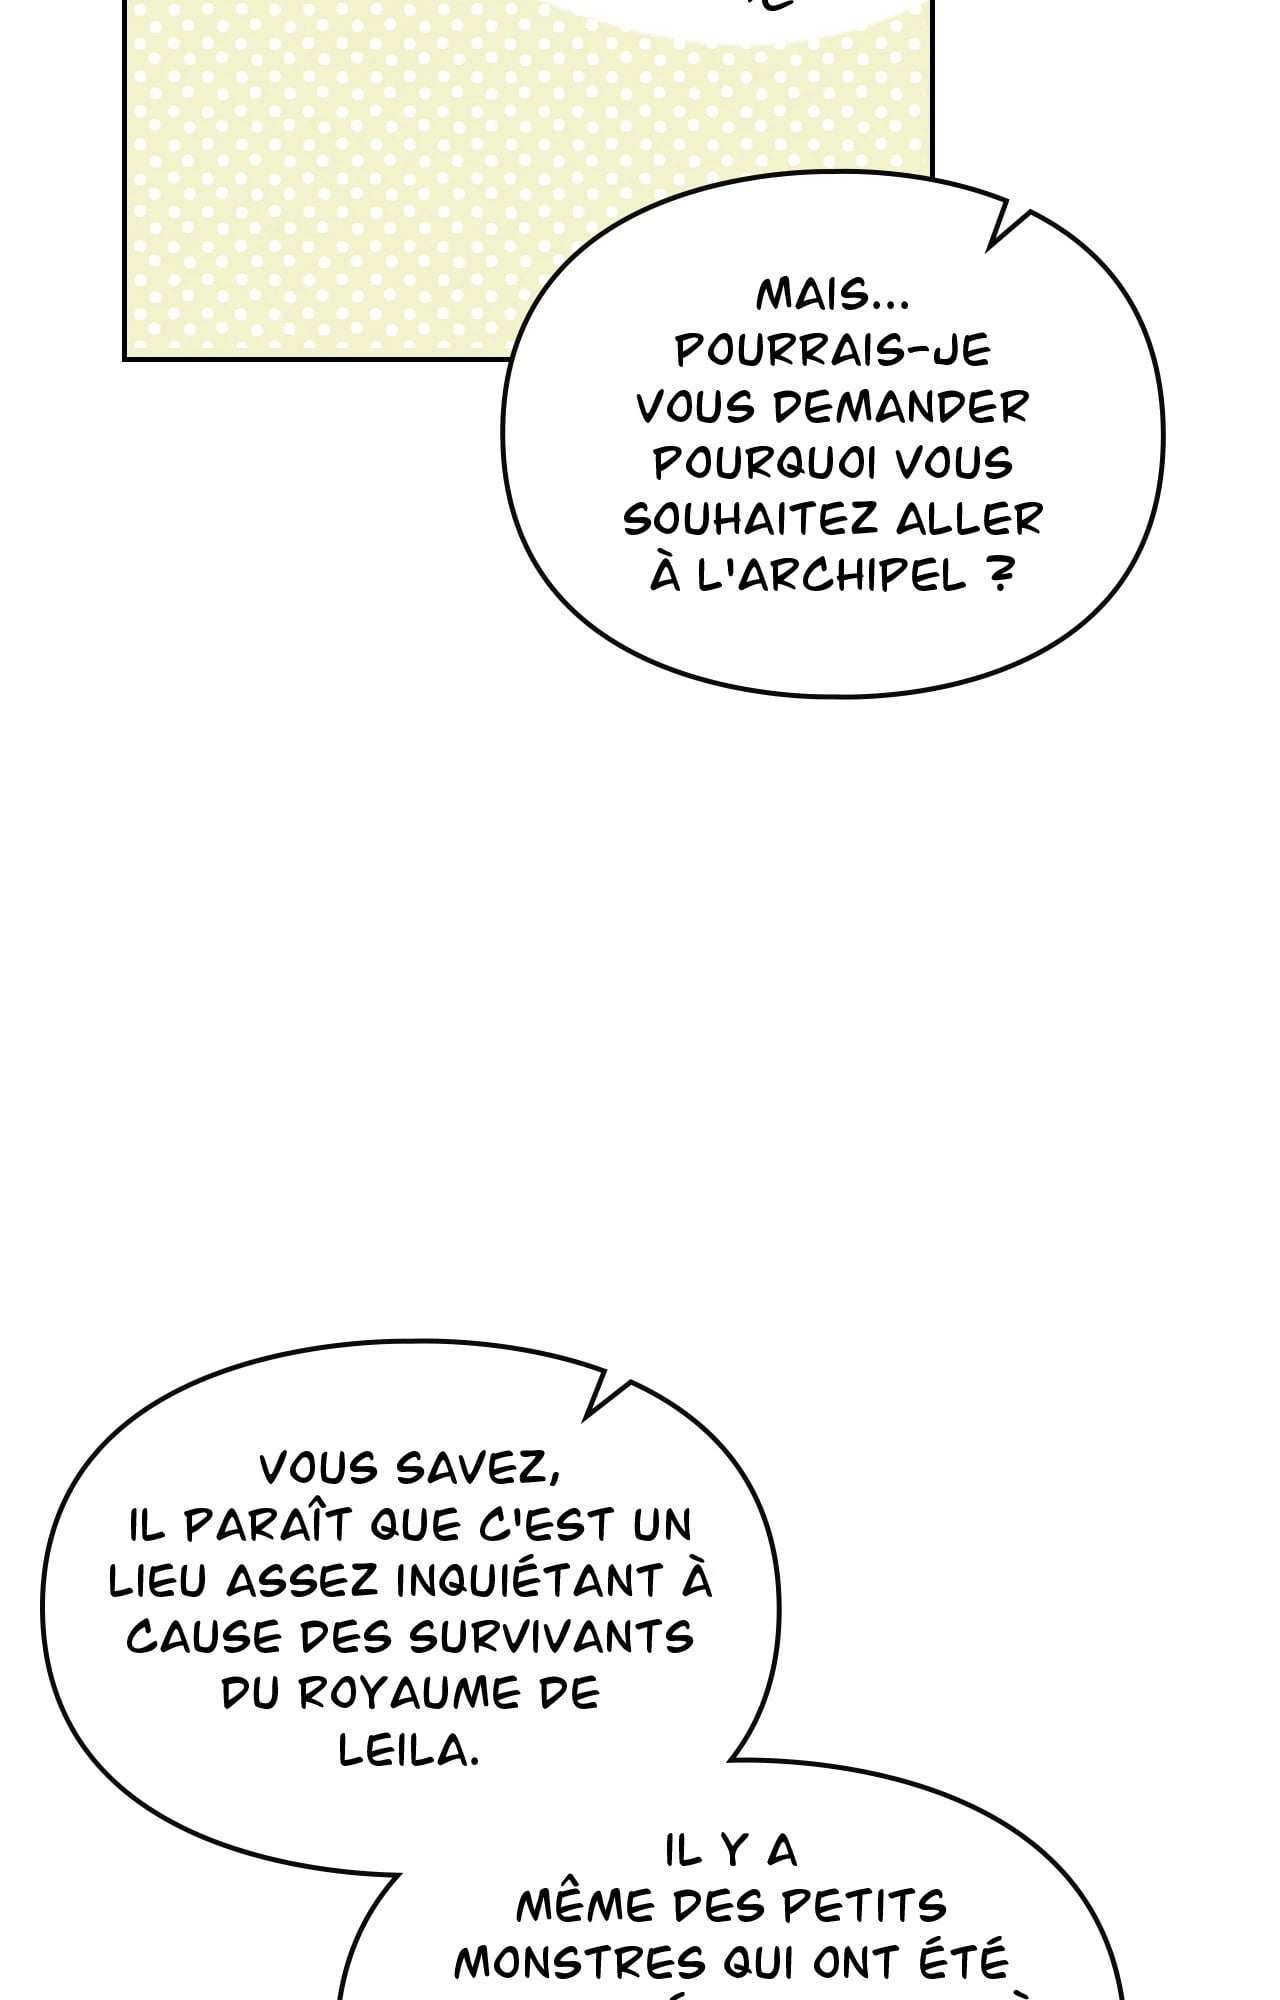 MAIS...
POURRAIS-JE
VOUS DEMANDER
POURQUOI VOUS
SOUHAITEZ ALLER
À L'ARCHIPEL ?
VOUS SAVEZ,
IL PARAÎT QUE C'EST UN
LIEU ASSEZ INQUIÉTANT À
CAUSE DES SURVIVANTS
DU ROYAUME DE
LEILA.
IL Y A
MÊME DES PETITS
MONSTRES QUI ONT ÉTÉ